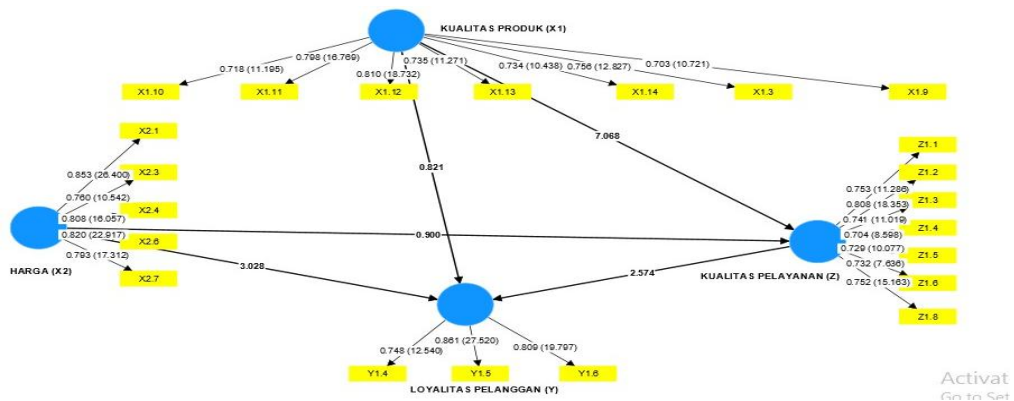 KUALITAS PRODUK (X1)
0.718 (11.195)
0.798 (16.769)
0.810 (18.732)
0.735 (11.271)
0.734 (10.438)
0.756 (12.827)
0.703 (10.721)
X1.10
X1.11
X1.12
X1.13
X1.14
X1.3
X1.9
X2.1
X2.3
X2.4
X2.6
X2.7
0.853 (26.400)
0.760 (10.542)
0.808 (16.057)
0.820 (22.917)
0.793 (17.312)
HARGA (X2)
0.821
7.068
0.900
3.028
2.574
Z1.1
Z1.2
Z1.3
Z1.4
Z1.5
Z1.6
Z1.8
0.753 (11.286)
0.808 (18.353)
0.741 (11.019)
0.704 (8.598)
0.729 (10.077)
0.732 (7.636)
0.752 (15.163)
KUALITAS PELAYANAN (Z)
0.748 (12.540)
0.861 (27.520)
0.809 (19.797)
Y1.4
Y1.5
Y1.6
LOYALITAS PELANGGAN (Y)
Activat
Go to Set